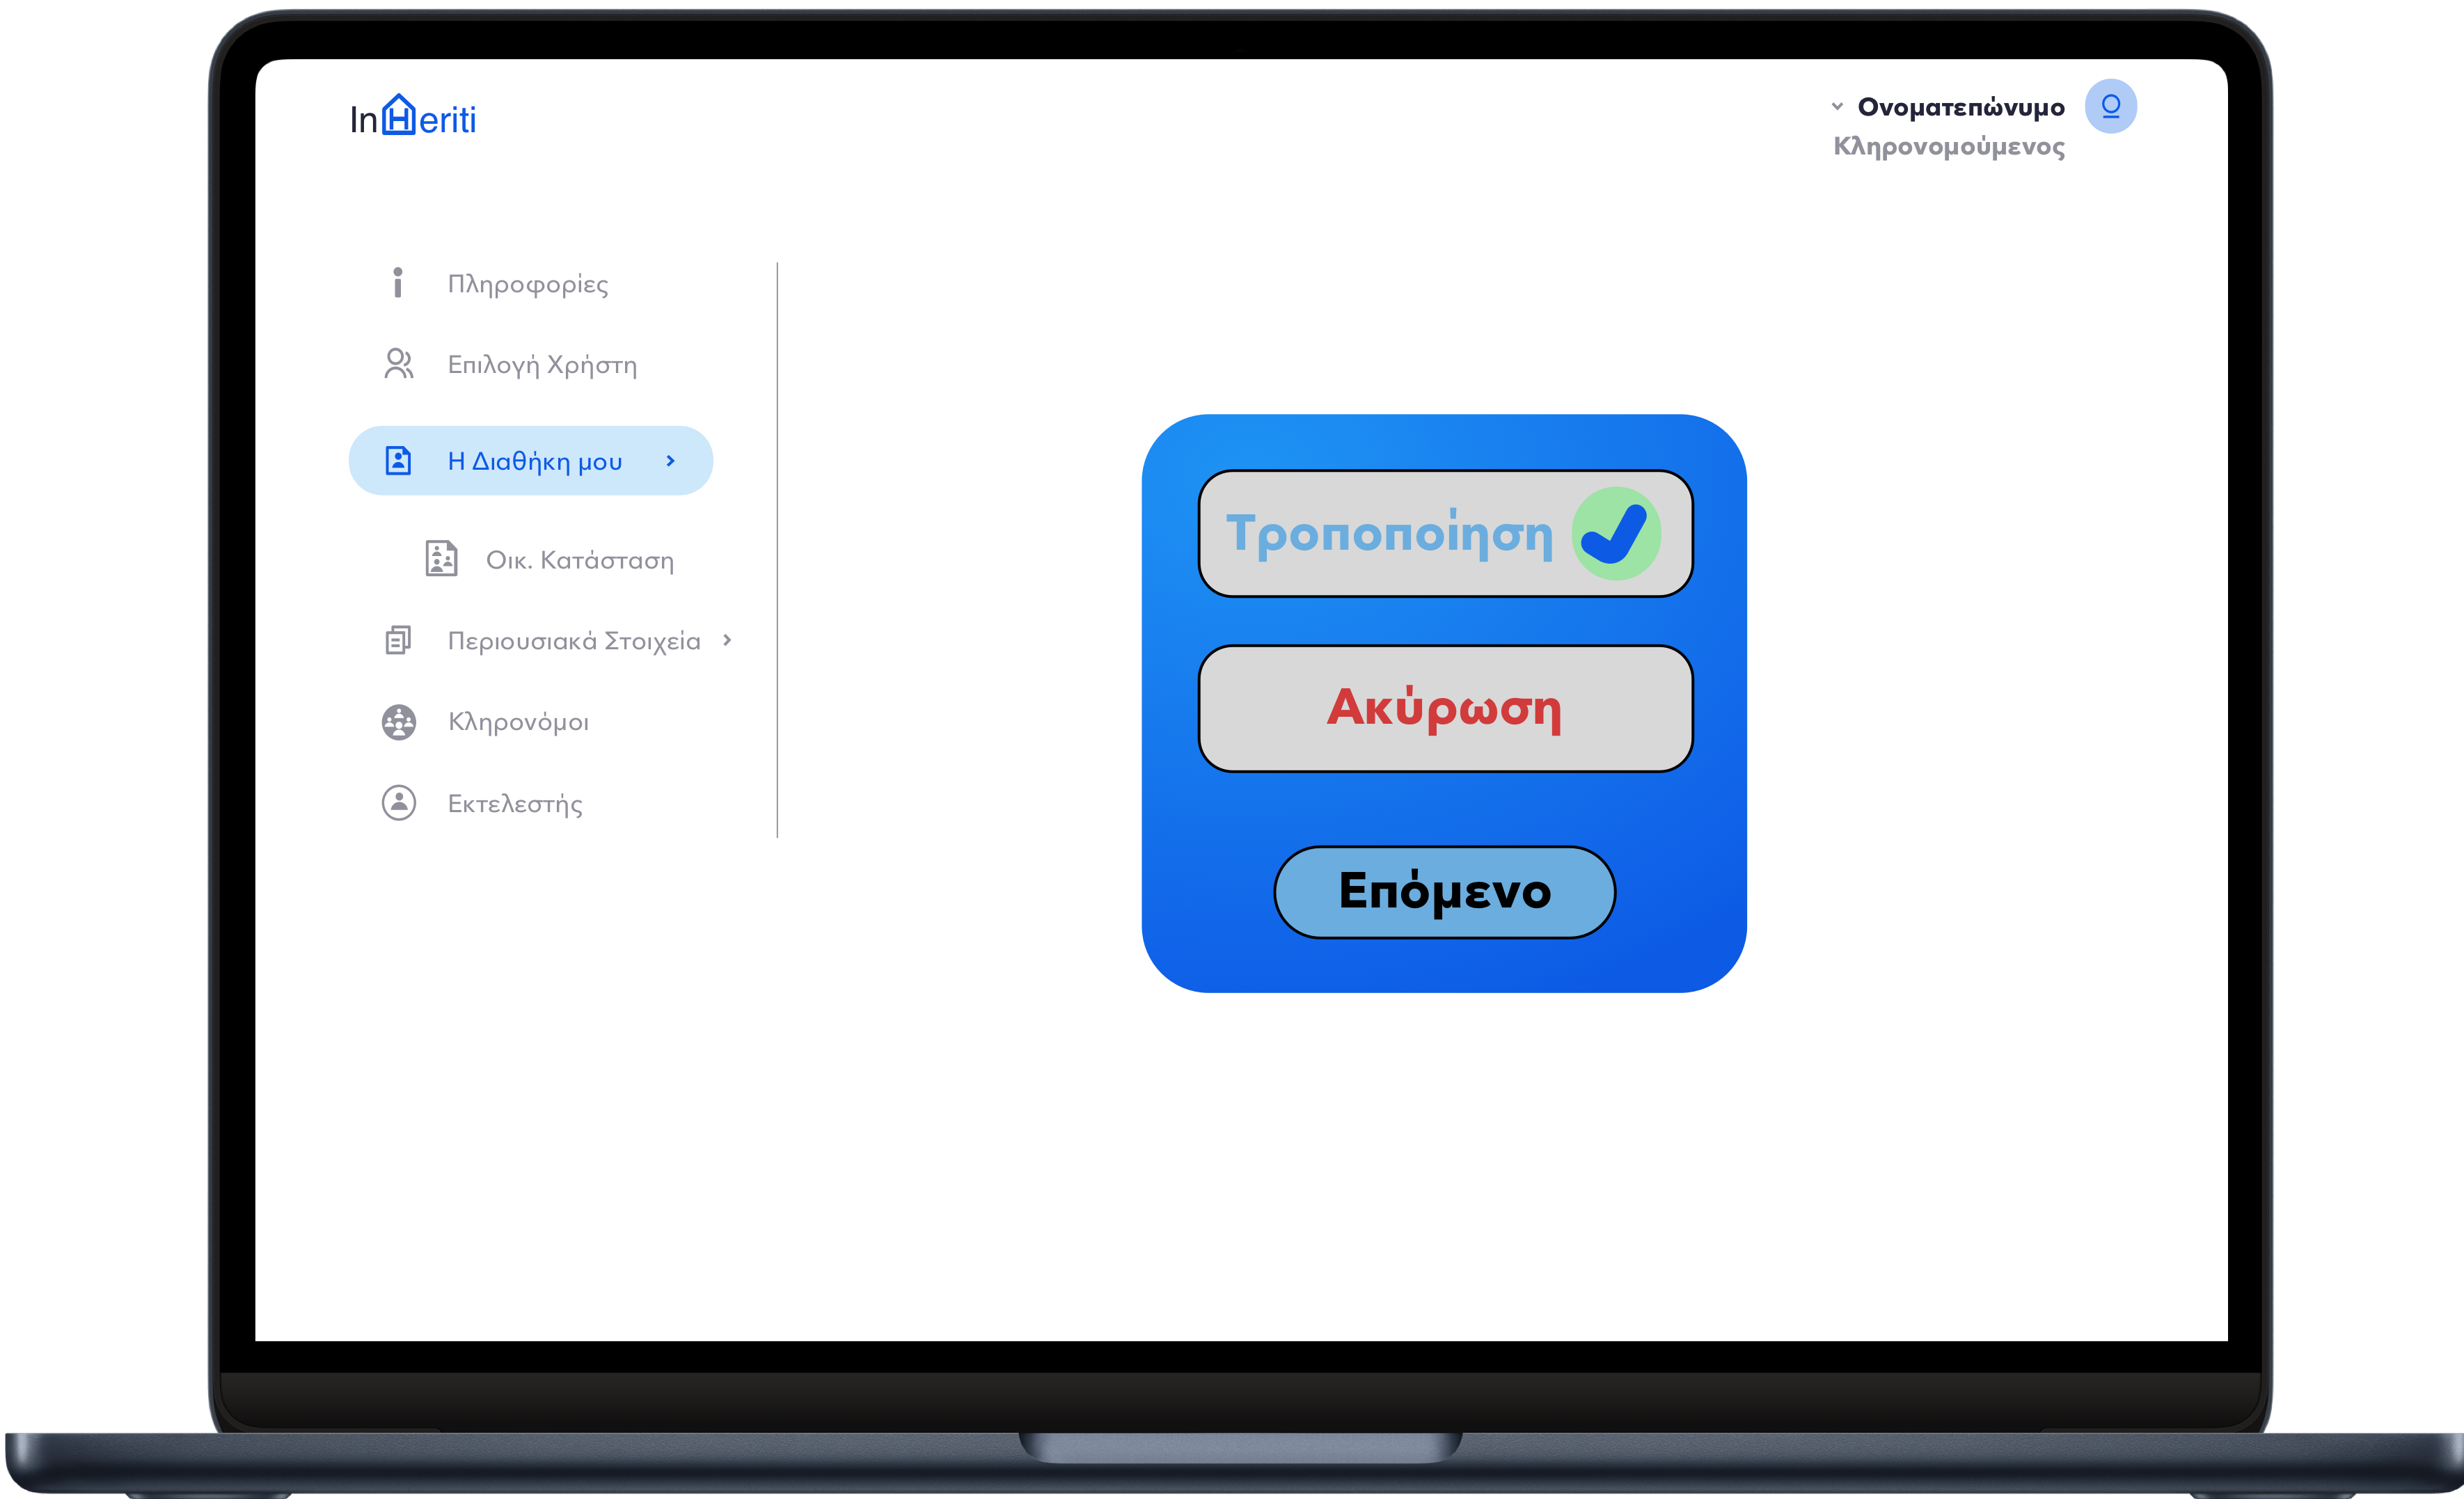 InHeriti
Ονοματεπώνυμο
Κληρονομούμενος
Πληροφορίες
Επιλογή Χρήστη
Η Διαθήκη μου
Οικ. Κατάσταση
Περιουσιακά Στοιχεία
Κληρονόμοι
Εκτελεστής
Τροποποίηση
Ακύρωση
Επόμενο